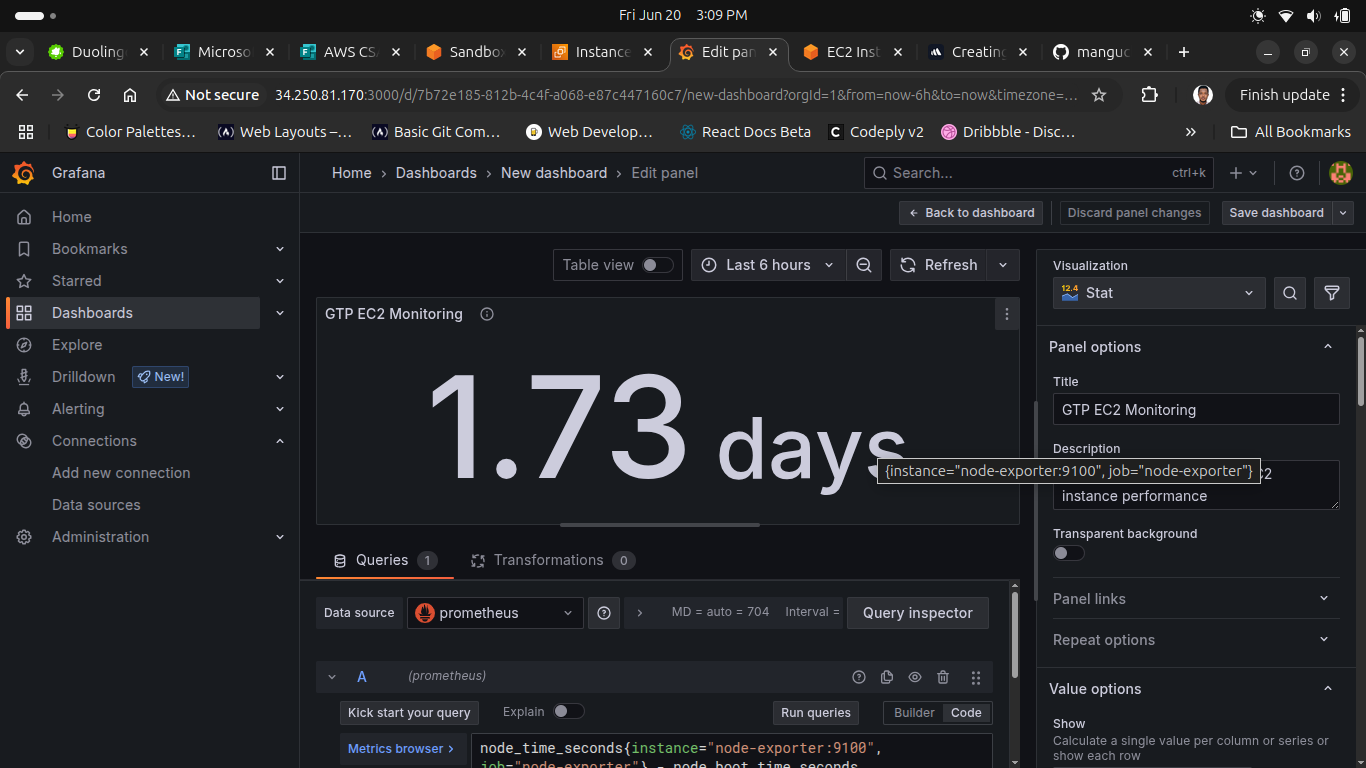 Fri Jun 20 3:09 PM
Duoling
Microso
AWS CSA
Sandbox
Instance
Edit pan
EC2 Inst
Creating
manguc
Not secure 34.250.81.170:3000/d/7b72e185-812b-4c4f-a068-e87c447160c7/new-dashboard?orgId=1&from=now-6h&to=now&timezone=... Finish update
Color Palettes… Web Layouts –… Basic Git Com… Web Develop… React Docs Beta Codeply v2 Dribbble - Disc… » All Bookmarks
Grafana
Home › Dashboards › New dashboard › Edit panel
Search... ctrl+k
Back to dashboard
Discard panel changes
Save dashboard
Home
Bookmarks
Starred
Dashboards
Explore
Drilldown New!
Alerting
Connections
Add new connection
Data sources
Administration
Table view
Last 6 hours
Refresh
GTP EC2 Monitoring
1.73 days
{instance="node-exporter:9100", job="node-exporter"}
Queries 1
Transformations 0
Data source
prometheus
MD = auto = 704 Interval =
Query inspector
A (prometheus)
Kick start your query
Explain
Run queries
Builder Code
Metrics browser ›
node_time_seconds{instance="node-exporter:9100",
job="node-exporter"} - node_boot_time_seconds
Visualization
12.4
Stat
Panel options
Title
GTP EC2 Monitoring
Description
C2
instance performance
Transparent background
Panel links
Repeat options
Value options
Show
Calculate a single value per column or series or
show each row